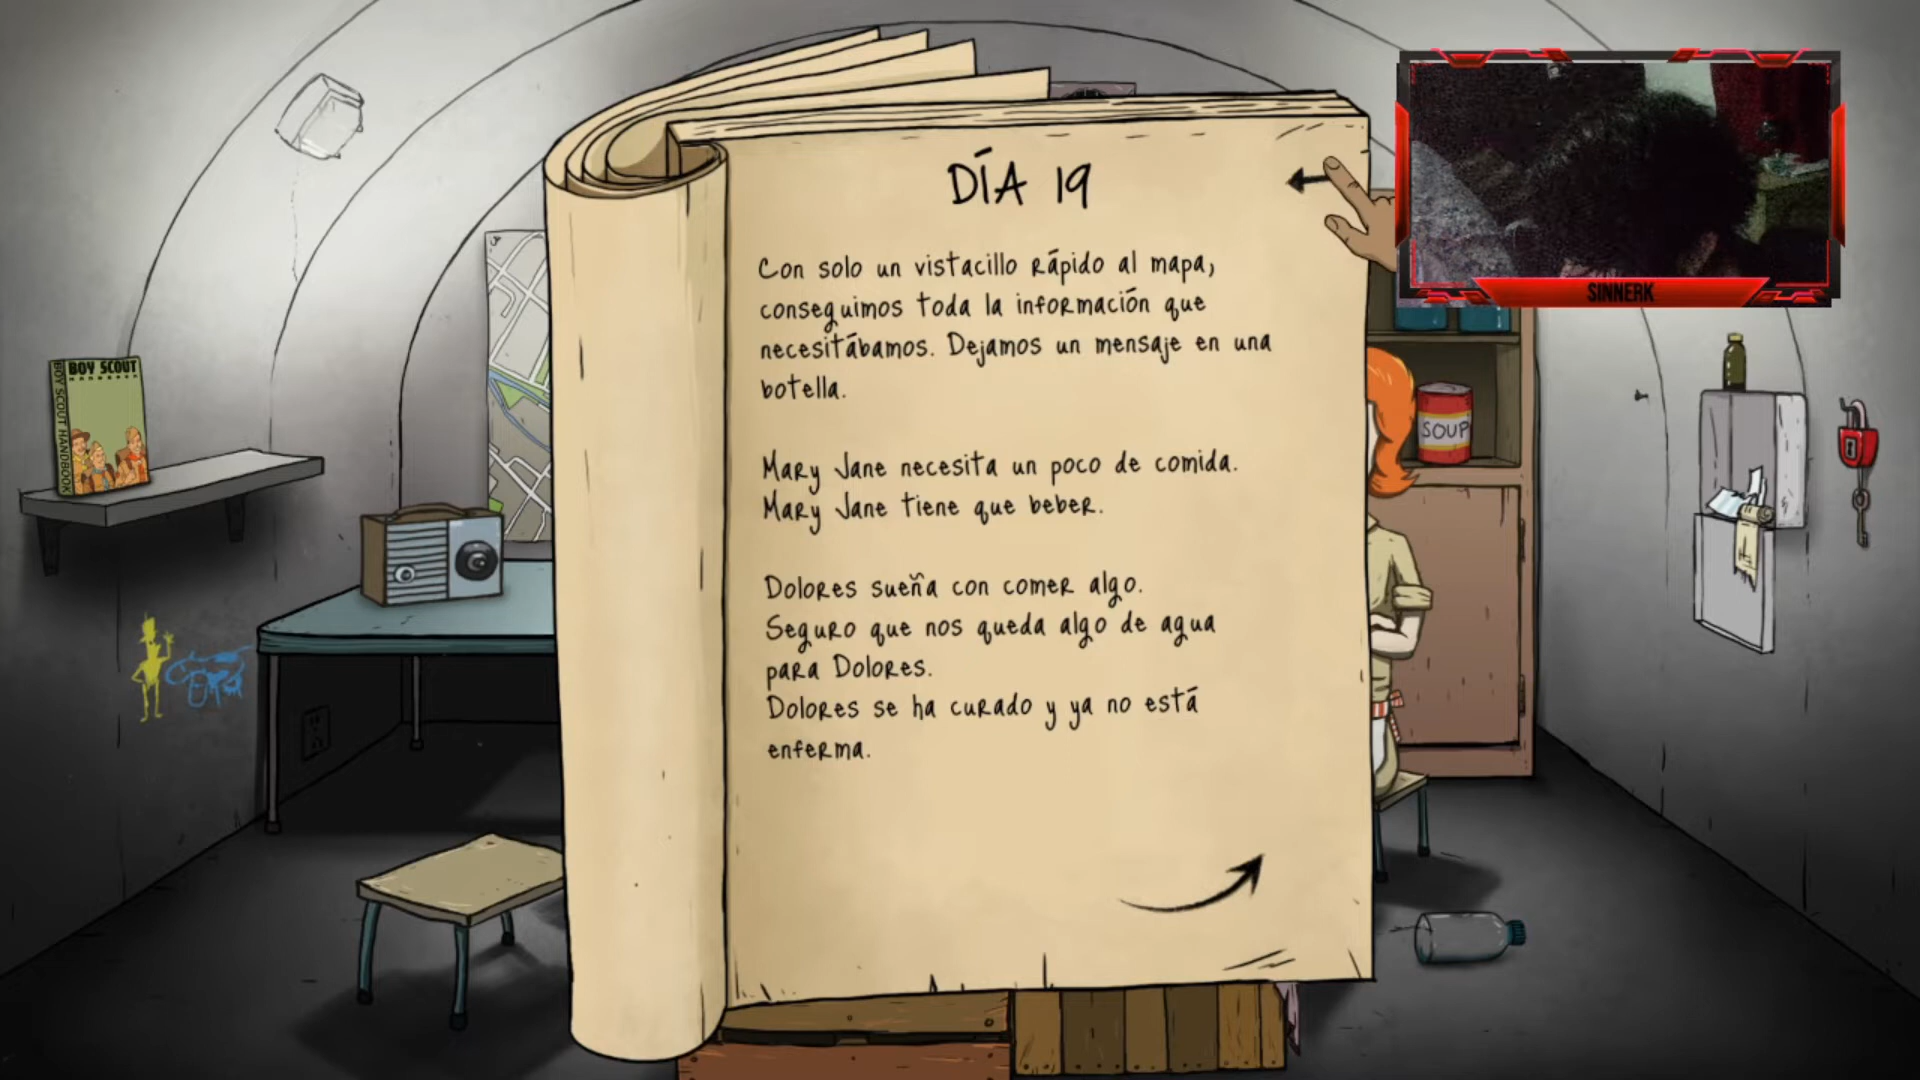 DÍA 19
Con solo un vistacillo rápido al mapa,
conseguimos toda la información que
necesitábamos. Dejamos un mensaje en una
botella.
Mary Jane necesita un poco de comida.
Mary Jane tiene que beber.
Dolores sueña con comer algo.
Seguro que nos queda algo de agua
para Dolores.
Dolores se ha curado y ya no está
enferma.
SINNERK
BOY SCOUT
HANDBOOK
BOY SCOUT HANDBOOK
SOUP